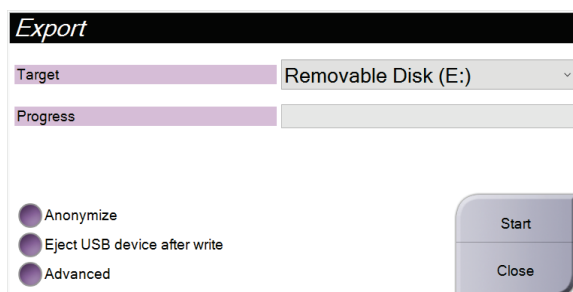 Export
Target
Removable Disk (E:)
Progress
Anonymize
Eject USB device after write
Advanced
Start
Close